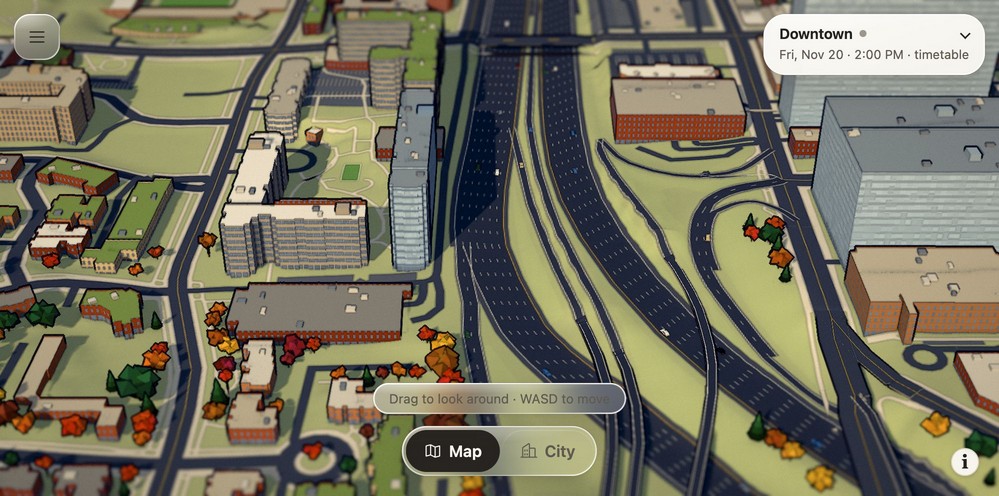 Downtown
Fri, Nov 20 · 2:00 PM · timetable
Drag to look around · WASD to move
Map
City
i